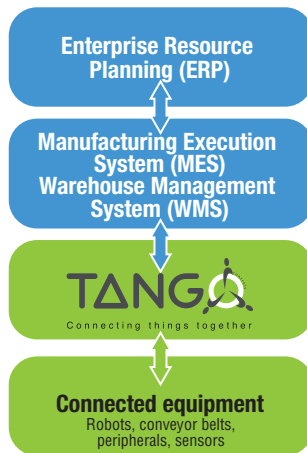 Enterprise Resource
Planning (ERP)
Manufacturing Execution
System (MES)
Warehouse Management
System (WMS)
TANGO
Connecting things together
Connected equipment
Robots, conveyor belts,
peripherals, sensors